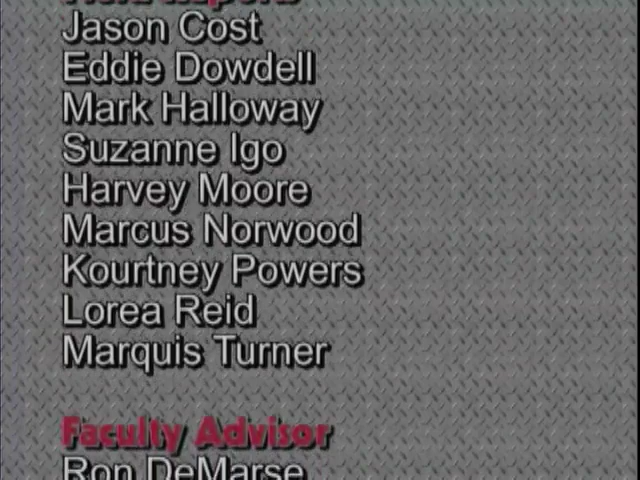 Jason Cost
Eddie Dowdell
Mark Halloway
Suzanne Igo
Harvey Moore
Marcus Norwood
Kourtney Powers
Lorea Reid
Marquis Turner
Faculty Advisor
Ron DeMarse